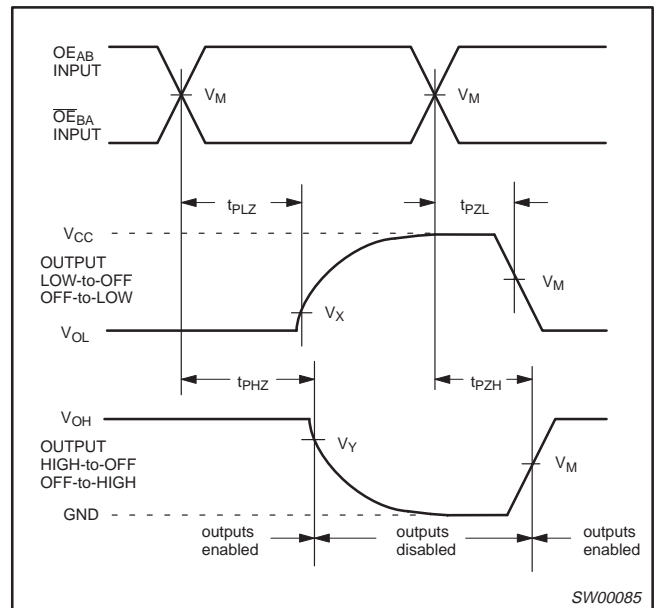 OEAB
INPUT
VM
VM
OEBA
INPUT
tPLZ
tPZL
VCC
OUTPUT
LOW-to-OFF
OFF-to-LOW
VM
VX
VOL
tPHZ
tPZH
VOH
OUTPUT
HIGH-to-OFF
OFF-to-HIGH
VY
VM
GND
outputs
enabled
outputs
disabled
outputs
enabled
SW00085